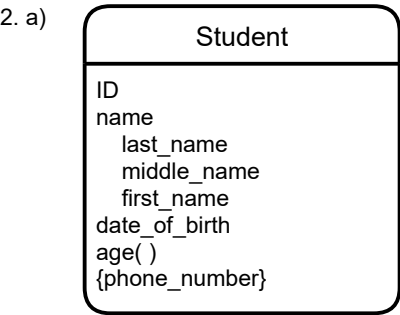 2. a)
Student
ID
name
last_name
middle_name
first_name
date_of_birth
age( )
{phone_number}